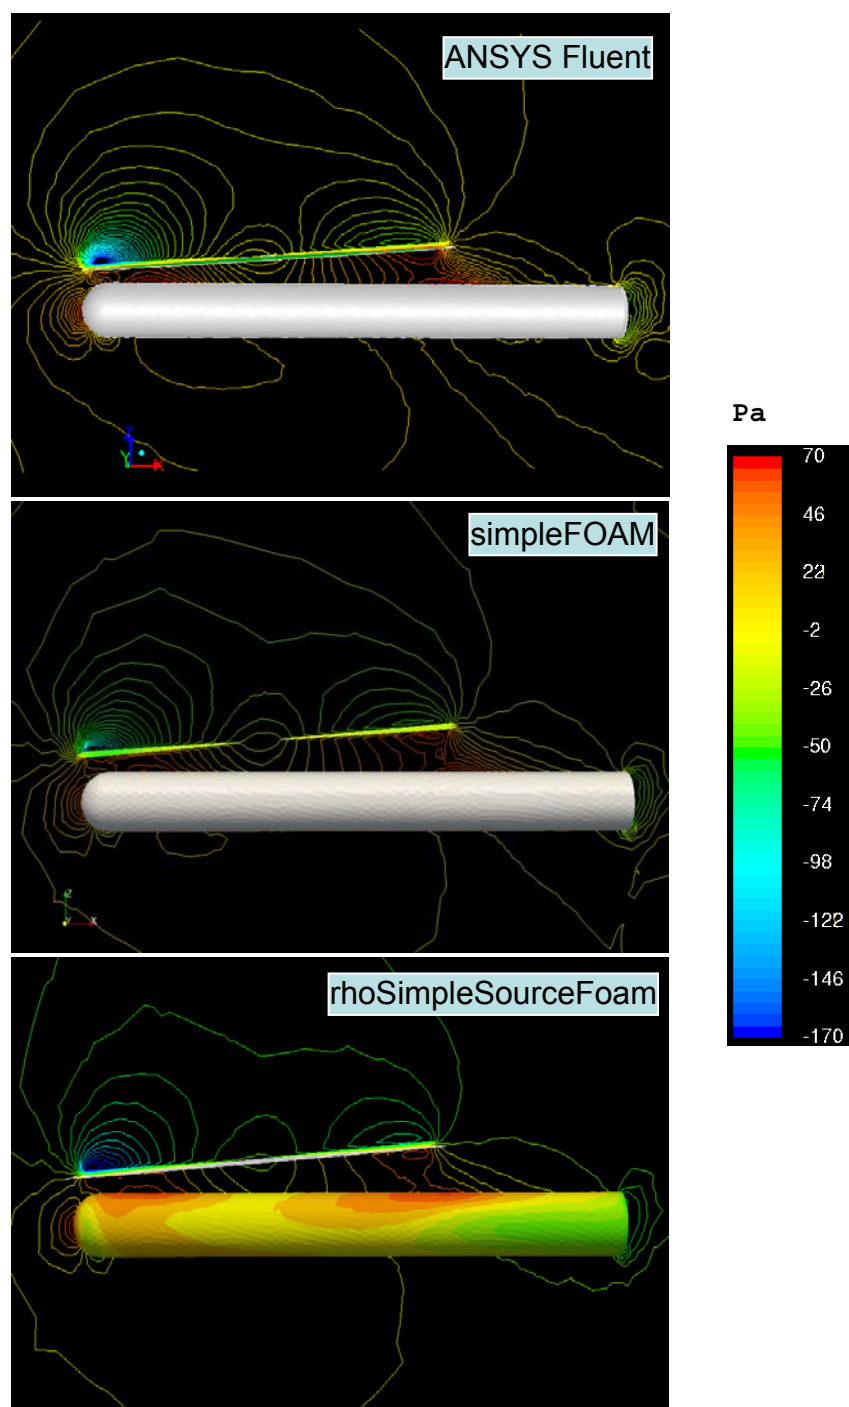 ANSYS Fluent
Z
Y
X
simpleFOAM
Z
Y
X
rhoSimpleSourceFoam
Pa
70
46
22
-2
-26
-50
-74
-98
-122
-146
-170